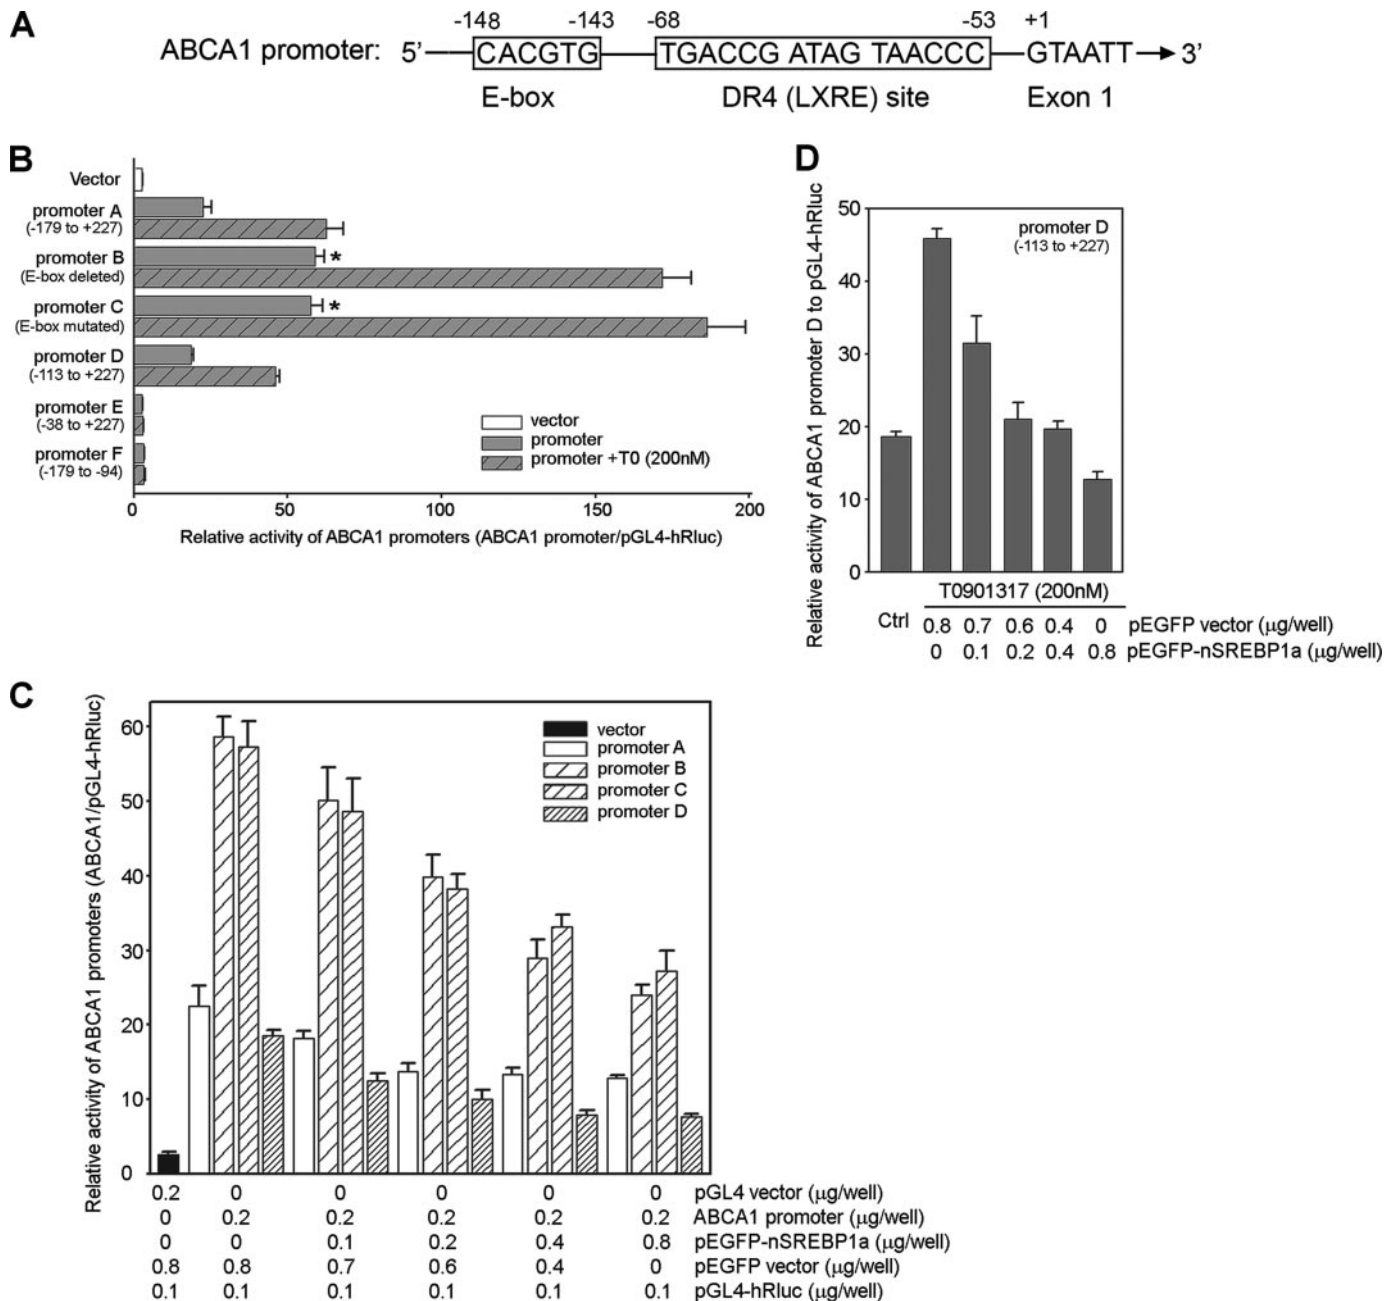 A
-148 -143 -68 -53 +1
ABCA1 promoter: 5’ CACGTG TGACCG ATAG TAACCC GTAATT 3’
E-box DR4 (LXRE) site Exon 1
B
Vector
promoter A
(-179 to +227)
promoter B
(E-box deleted)
*
promoter C
(E-box mutated)
*
promoter D
(-113 to +227)
promoter E
(-38 to +227)
promoter F
(-179 to -94)
vector
promoter
promoter +T0 (200nM)
0 50 100 150 200
Relative activity of ABCA1 promoters (ABCA1 promoter/pGL4-hRluc)
D
Relative activity of ABCA1 promoter D to pGL4-hRluc
50
40
30
20
10
0
promoter D
(-113 to +227)
T0901317 (200nM)
Ctrl
0.8 0.7 0.6 0.4 0 pEGFP vector (μg/well)
0 0.1 0.2 0.4 0.8 pEGFP-nSREBP1a (μg/well)
C
Relative activity of ABCA1 promoters (ABCA1/pGL4-hRluc)
60
50
40
30
20
10
0
vector
promoter A
promoter B
promoter C
promoter D
0.2 0 0 0 0 0 pGL4 vector (μg/well)
0 0.2 0.2 0.2 0.2 0.2 ABCA1 promoter (μg/well)
0 0 0.1 0.2 0.4 0.8 pEGFP-nSREBP1a (μg/well)
0.8 0.8 0.7 0.6 0.4 0 pEGFP vector (μg/well)
0.1 0.1 0.1 0.1 0.1 0.1 pGL4-hRluc (μg/well)